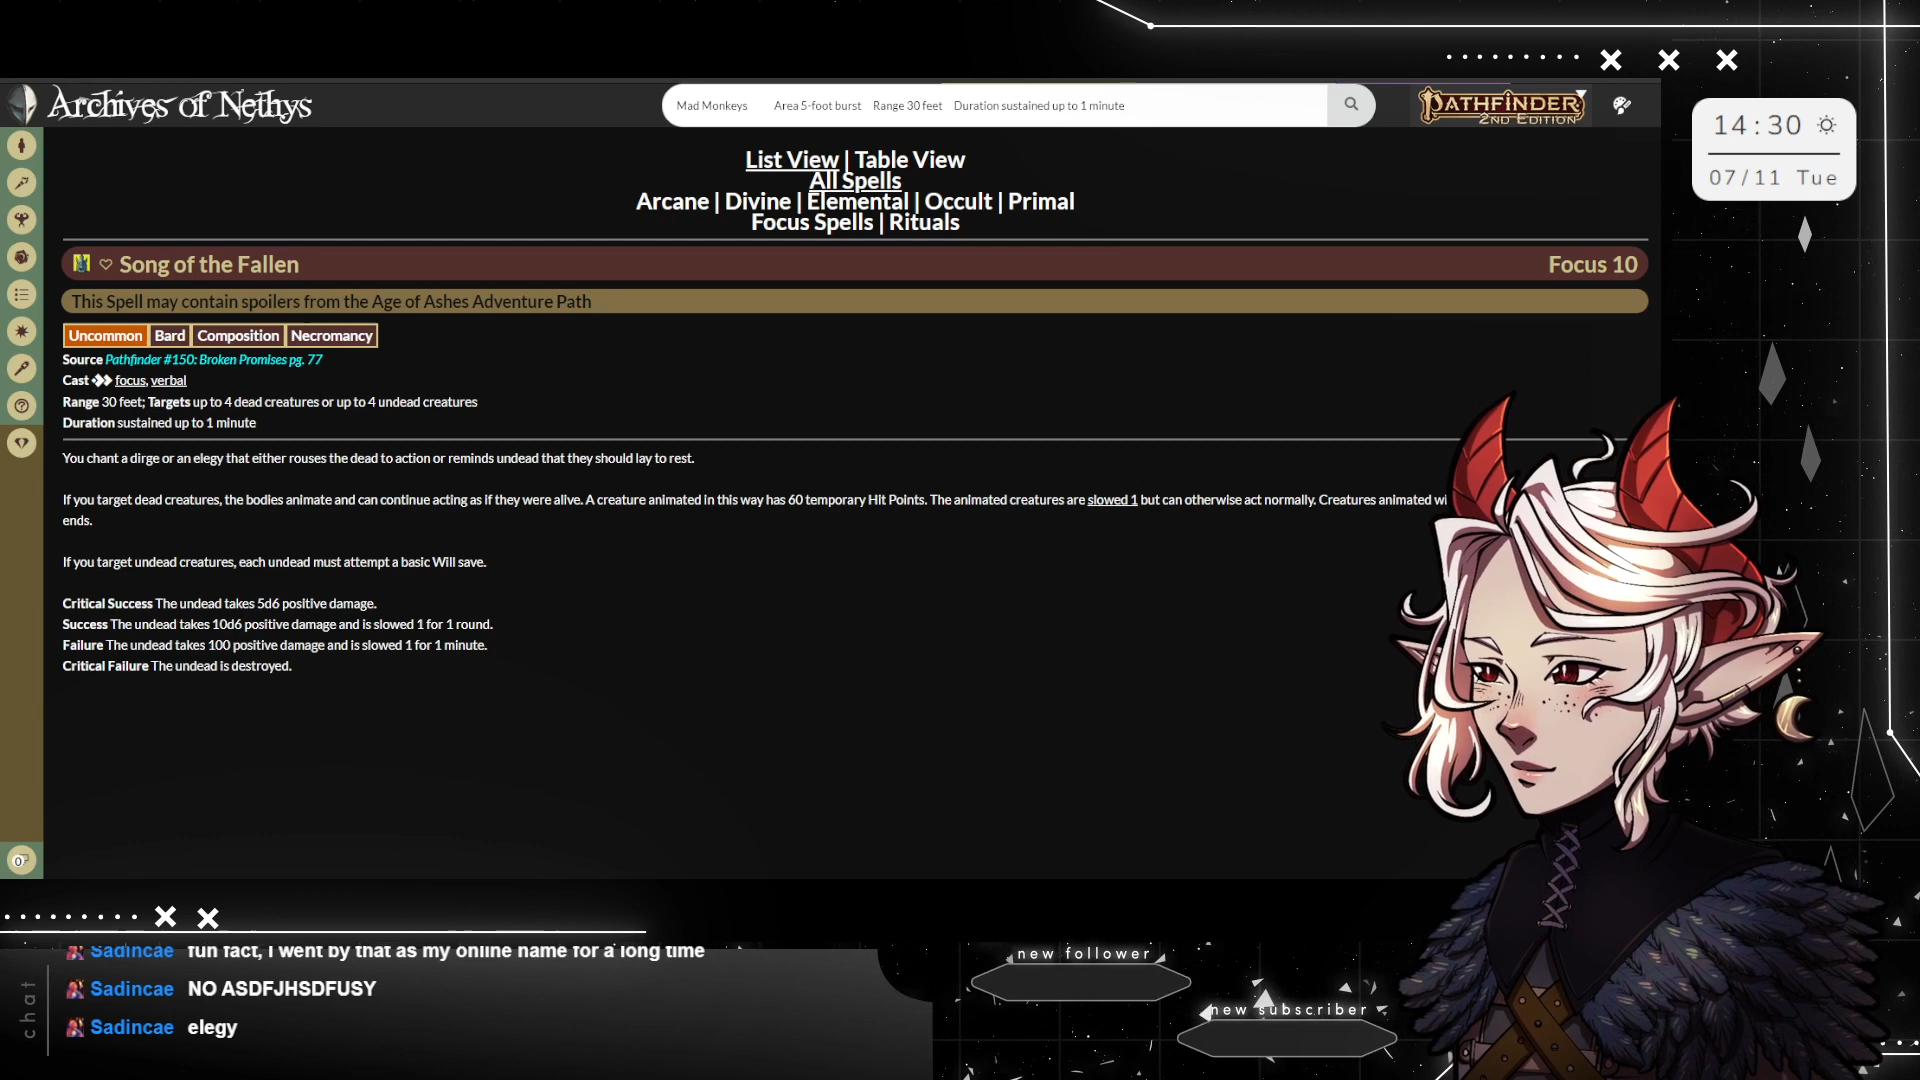 14:30
07/11 Tue
Archives of Nethys
Mad Monkeys Area 5-foot burst Range 30 feet Duration sustained up to 1 minute
PATHFINDER
2ND EDITION
List View | Table View
All Spells
Arcane | Divine | Elemental | Occult | Primal
Focus Spells | Rituals
Song of the Fallen Focus 10
This Spell may contain spoilers from the Age of Ashes Adventure Path
Uncommon Bard Composition Necromancy
Source Pathfinder #150: Broken Promises pg. 77
Cast focus, verbal
Range 30 feet; Targets up to 4 dead creatures or up to 4 undead creatures
Duration sustained up to 1 minute
You chant a dirge or an elegy that either rouses the dead to action or reminds undead that they should lay to rest.
If you target dead creatures, the bodies animate and can continue acting as if they were alive. A creature animated in this way has 60 temporary Hit Points. The animated creatures are slowed 1 but can otherwise act normally. Creatures animated wi
ends.
If you target undead creatures, each undead must attempt a basic Will save.
Critical Success The undead takes 5d6 positive damage.
Success The undead takes 10d6 positive damage and is slowed 1 for 1 round.
Failure The undead takes 100 positive damage and is slowed 1 for 1 minute.
Critical Failure The undead is destroyed.
0
chat
Sadincae fun fact, I went by that as my online name for a long time
Sadincae NO ASDFJHSDFUSY
Sadincae elegy
new follower
new subscriber